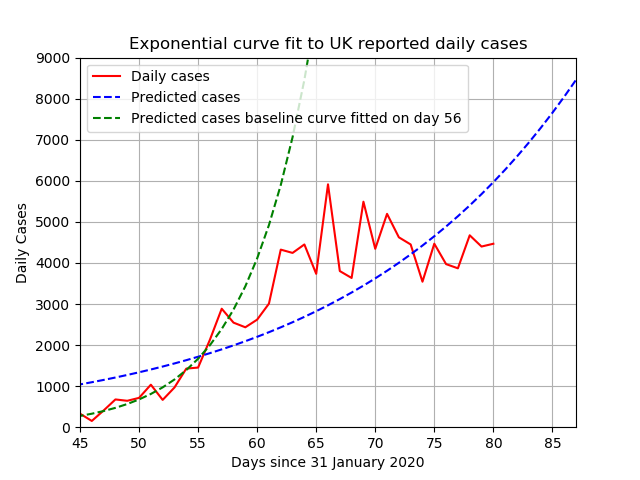 Exponential curve fit to UK reported daily cases
Daily cases
Predicted cases
Predicted cases baseline curve fitted on day 56
9000
8000
7000
6000
5000
4000
3000
2000
1000
0
Daily Cases
45 50 55 60 65 70 75 80 85
Days since 31 January 2020